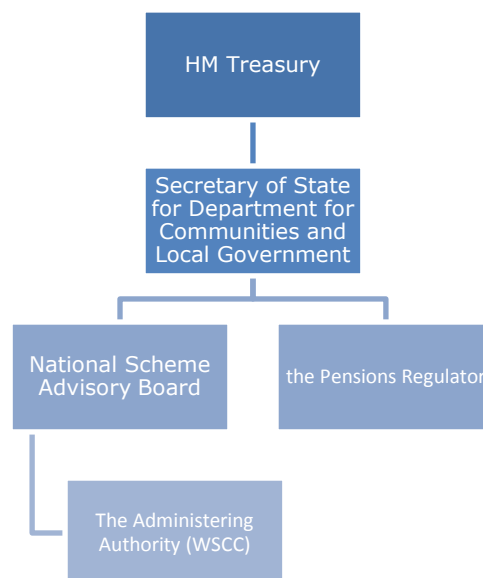 HM Treasury
Secretary of State
for Department for
Communities and
Local Government
National Scheme
Advisory Board
the Pensions Regulator
The Administering
Authority (WSCC)